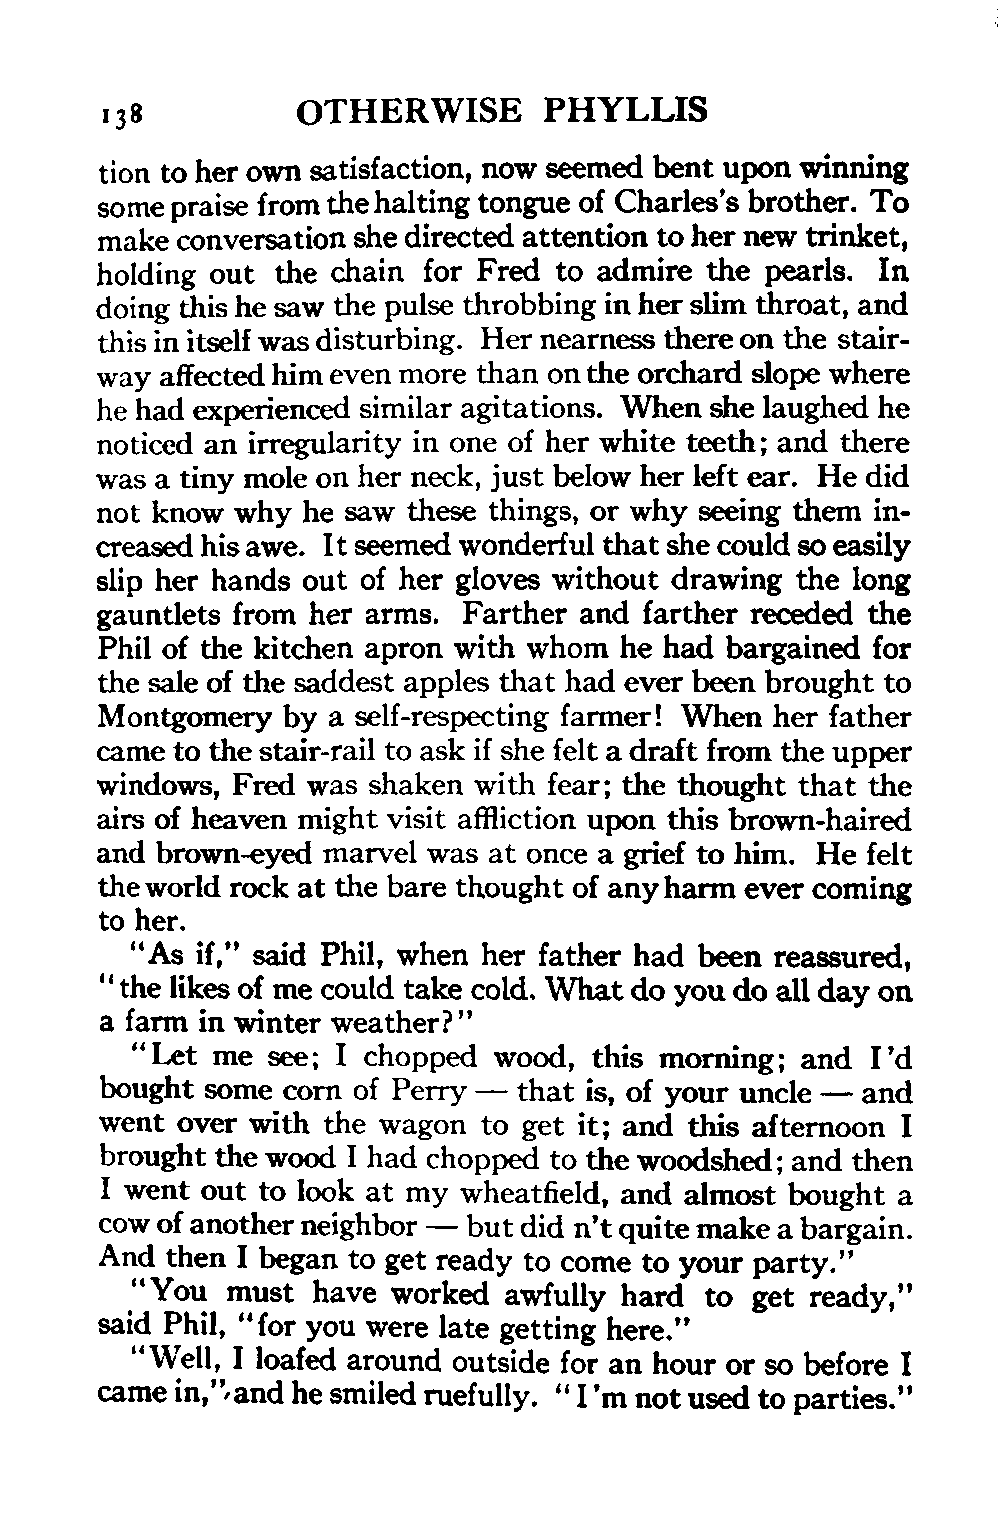 138 OTHERWISE PHYLLIS
tion to her own satisfaction, now seemed bent upon winning
some praise from the halting tongue of Charles's brother. To
make conversation she directed attention to her new trinket,
holding out the chain for Fred to admire the pearls. In
doing this he saw the pulse throbbing in her slim throat, and
this in itself was disturbing. Her nearness there on the stair-
way affected him even more than on the orchard slope where
he had experienced similar agitations. When she laughed he
noticed an irregularity in one of her white teeth; and there
was a tiny mole on her neck, just below her left ear. He did
not know why he saw these things, or why seeing them in-
creased his awe. It seemed wonderful that she could so easily
slip her hands out of her gloves without drawing the long
gauntlets from her arms. Farther and farther receded the
Phil of the kitchen apron with whom he had bargained for
the sale of the saddest apples that had ever been brought to
Montgomery by a self-respecting farmer! When her father
came to the stair-rail to ask if she felt a draft from the upper
windows, Fred was shaken with fear; the thought that the
airs of heaven might visit affliction upon this brown-haired
and brown-eyed marvel was at once a grief to him. He felt
the world rock at the bare thought of any harm ever coming
to her.
"As if," said Phil, when her father had been reassured,
"the likes of me could take cold. What do you do all day on
a farm in winter weather?"
"Let me see; I chopped wood, this morning; and I'd
bought some corn of Perry — that is, of your uncle — and
went over with the wagon to get it; and this afternoon I
brought the wood I had chopped to the woodshed; and then
I went out to look at my wheatfield, and almost bought a
cow of another neighbor — but did n't quite make a bargain.
And then I began to get ready to come to your party."
"You must have worked awfully hard to get ready,"
said Phil, "for you were late getting here."
"Well, I loafed around outside for an hour or so before I
came in," and he smiled ruefully. "I'm not used to parties."